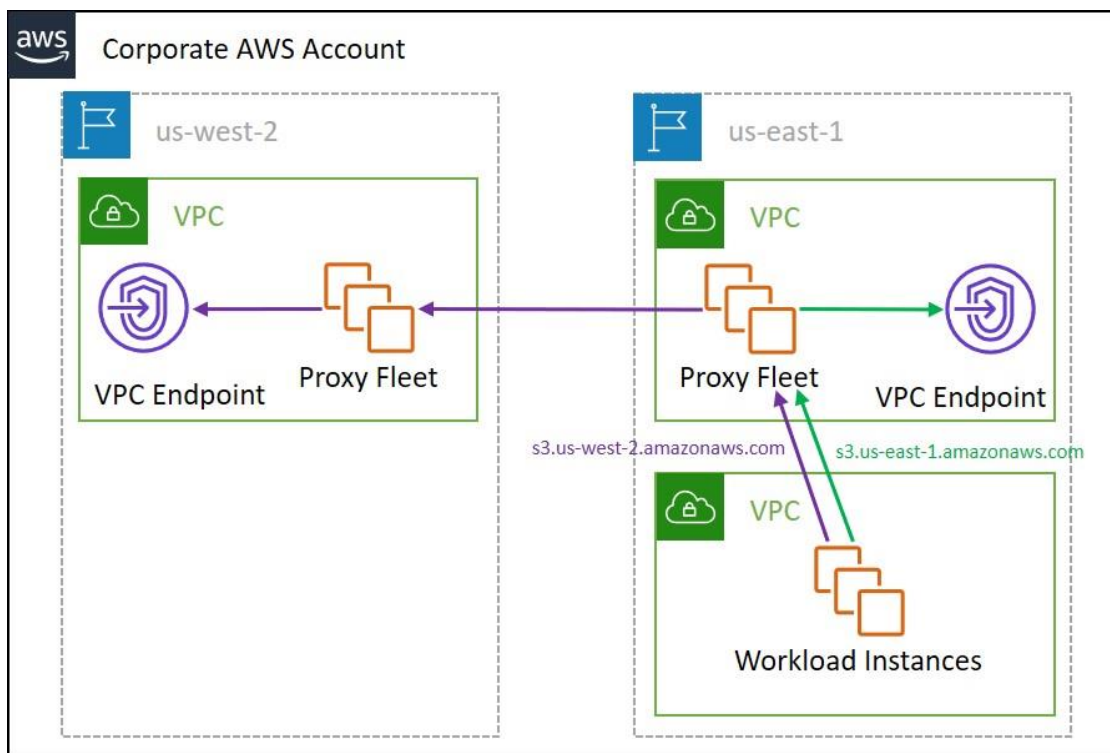 aws
Corporate AWS Account
us-west-2
us-east-1
VPC
VPC
VPC Endpoint
Proxy Fleet
Proxy Fleet
VPC Endpoint
s3.us-west-2.amazonaws.com
s3.us-east-1.amazonaws.com
VPC
Workload Instances